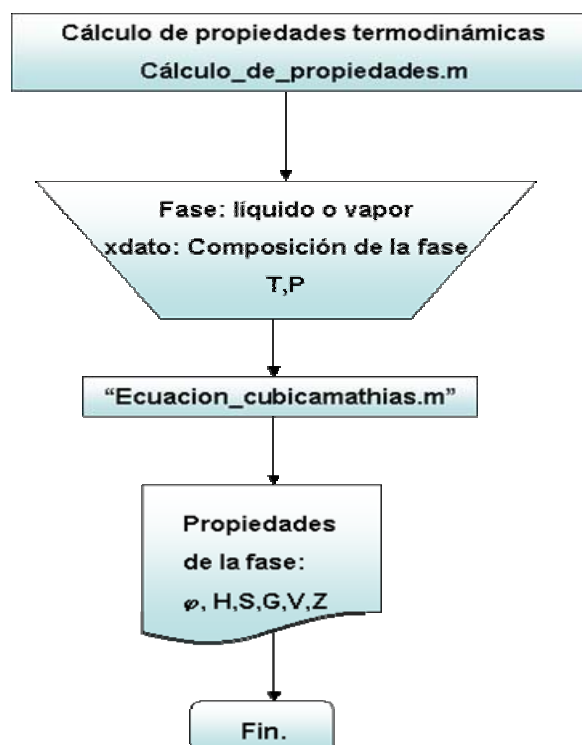 Cálculo de propiedades termodinámicas
Cálculo_de_propiedades.m
Fase: líquido o vapor
xdato: Composición de la fase
T,P
“Ecuacion_cubicamathias.m”
Propiedades
de la fase:
φ, H,S,G,V,Z
Fin.